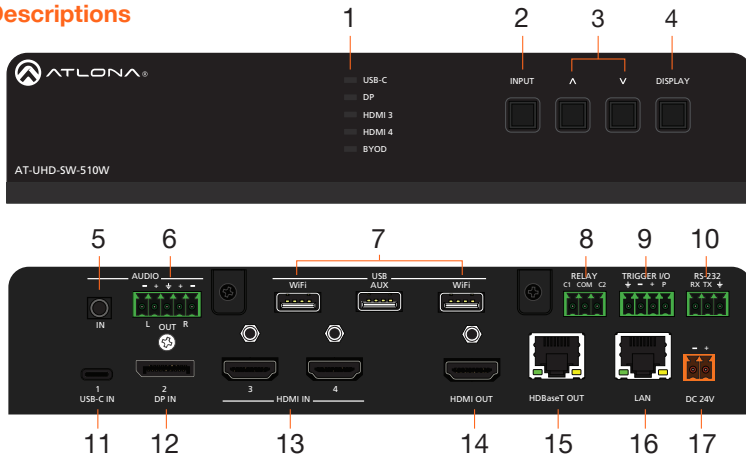 Descriptions
1 2 3 4
ATLONA®
USB-C
DP
HDMI 3
HDMI 4
BYOD
INPUT ∧ ∨ DISPLAY
AT-UHD-SW-510W
5 6 7 8 9 10
AUDIO
− + ⏚ + −
IN
L OUT R
USB
WiFi AUX WiFi
RELAY
C1 COM C2
TRIGGER I/O
⏚ − + P
RS-232
RX TX ⏚
− +
1
USB-C IN
2
DP IN
3 4
HDMI IN
HDMI OUT
HDBaseT OUT
LAN
DC 24V
11 12 13 14 15 16 17